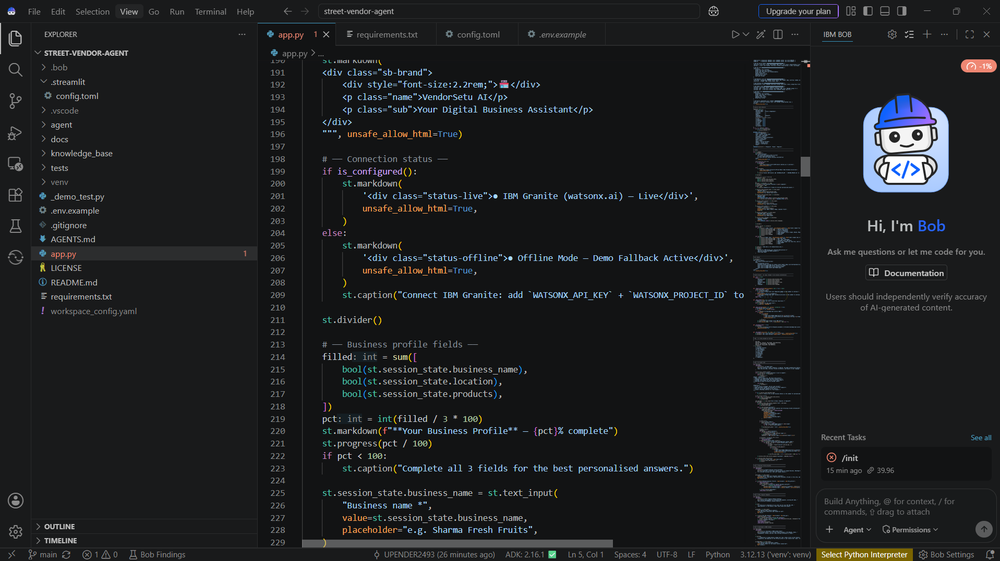 File Edit Selection View Go Run Terminal Help
street-vendor-agent
Upgrade your plan
EXPLORER
STREET-VENDOR-AGENT
.bob
.streamlit
config.toml
.vscode
agent
docs
knowledge_base
tests
venv
_demo_test.py
.env.example
.gitignore
AGENTS.md
app.py 1
LICENSE
README.md
requirements.txt
workspace_config.yaml
OUTLINE
TIMELINE
app.py 1
requirements.txt
config.toml
.env.example
app.py > ...
190 st.markdown(
191 <div class="sb-brand">
192 <div style="font-size:2.2rem;">🏪</div>
193 <p class="name">VendorSetu AI</p>
194 <p class="sub">Your Digital Business Assistant</p>
195 </div>
196 """, unsafe_allow_html=True)
197
198 # —— Connection status ——
199 if is_configured():
200 st.markdown(
201 '<div class="status-live">● IBM Granite (watsonx.ai) — Live</div>',
202 unsafe_allow_html=True,
203 )
204 else:
205 st.markdown(
206 '<div class="status-offline">● Offline Mode — Demo Fallback Active</div>',
207 unsafe_allow_html=True,
208 )
209 st.caption("Connect IBM Granite: add `WATSONX_API_KEY` + `WATSONX_PROJECT_ID` to
210
211 st.divider()
212
213 # —— Business profile fields ——
214 filled: int = sum([
215 bool(st.session_state.business_name),
216 bool(st.session_state.location),
217 bool(st.session_state.products),
218 ])
219 pct: int = int(filled / 3 * 100)
220 st.markdown(f"**Your Business Profile** — {pct}% complete")
221 st.progress(pct / 100)
222 if pct < 100:
223 st.caption("Complete all 3 fields for the best personalised answers.")
224
225 st.session_state.business_name = st.text_input(
226 "Business name *",
227 value=st.session_state.business_name,
228 placeholder="e.g. Sharma Fresh Fruits",
229 )
IBM BOB
-1%
</>
Hi, I'm Bob
Ask me questions or let me code for you.
Documentation
Users should independently verify accuracy
of AI-generated content.
Recent Tasks See all
/init
15 min ago 39.96
Build Anything, @ for context, / for
commands, ⇧ drag to attach
Agent Permissions
main 1 0 Bob Findings UPENDER2493 (26 minutes ago) ADK: 2.16.1 ✅ Ln 5, Col 1 Spaces: 4 UTF-8 LF Python 3.12.13 ('venv': venv) Select Python Interpreter Bob Settings